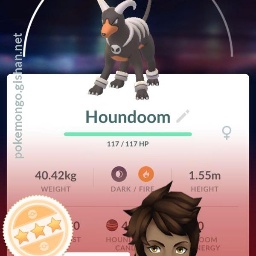 pokemongo.gishan.net
Houndoom
117 / 117 HP
40.42kg
DARK / FIRE
1.55m
WEIGHT
HEIGHT